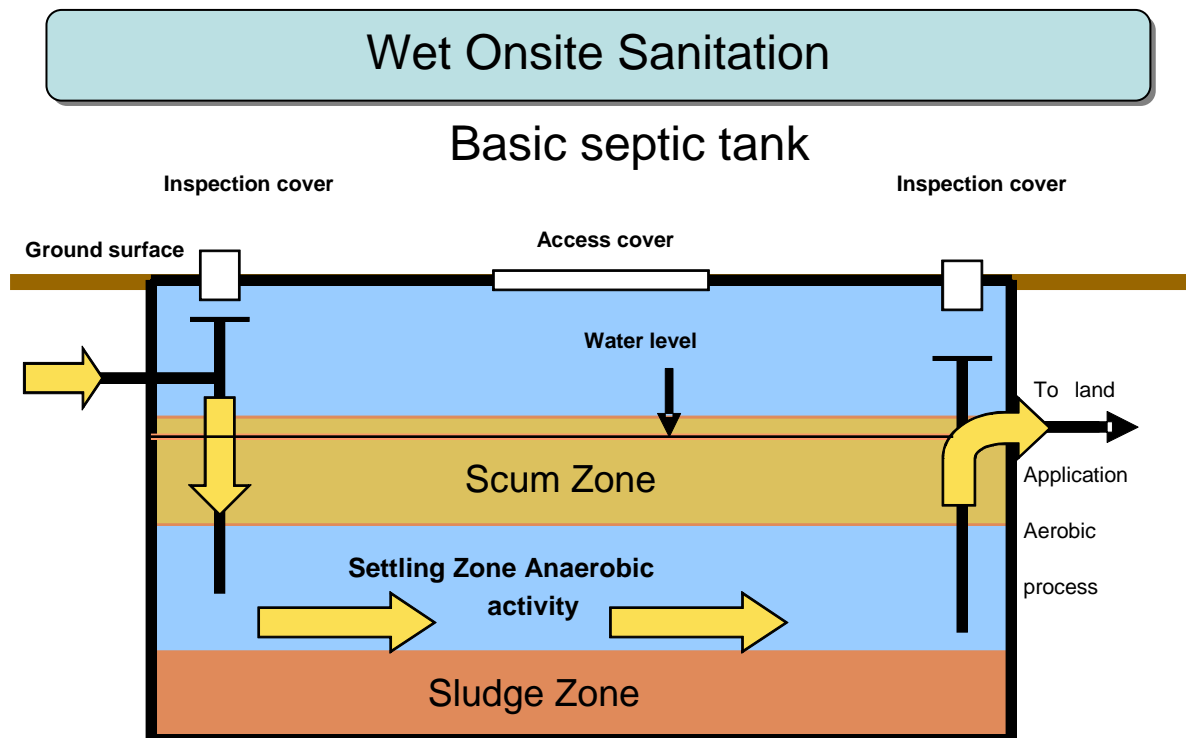 Wet Onsite Sanitation
Basic septic tank
Inspection cover
Inspection cover
Ground surface
Access cover
Water level
To land
Scum Zone
Application
Aerobic
process
Settling Zone Anaerobic
activity
Sludge Zone